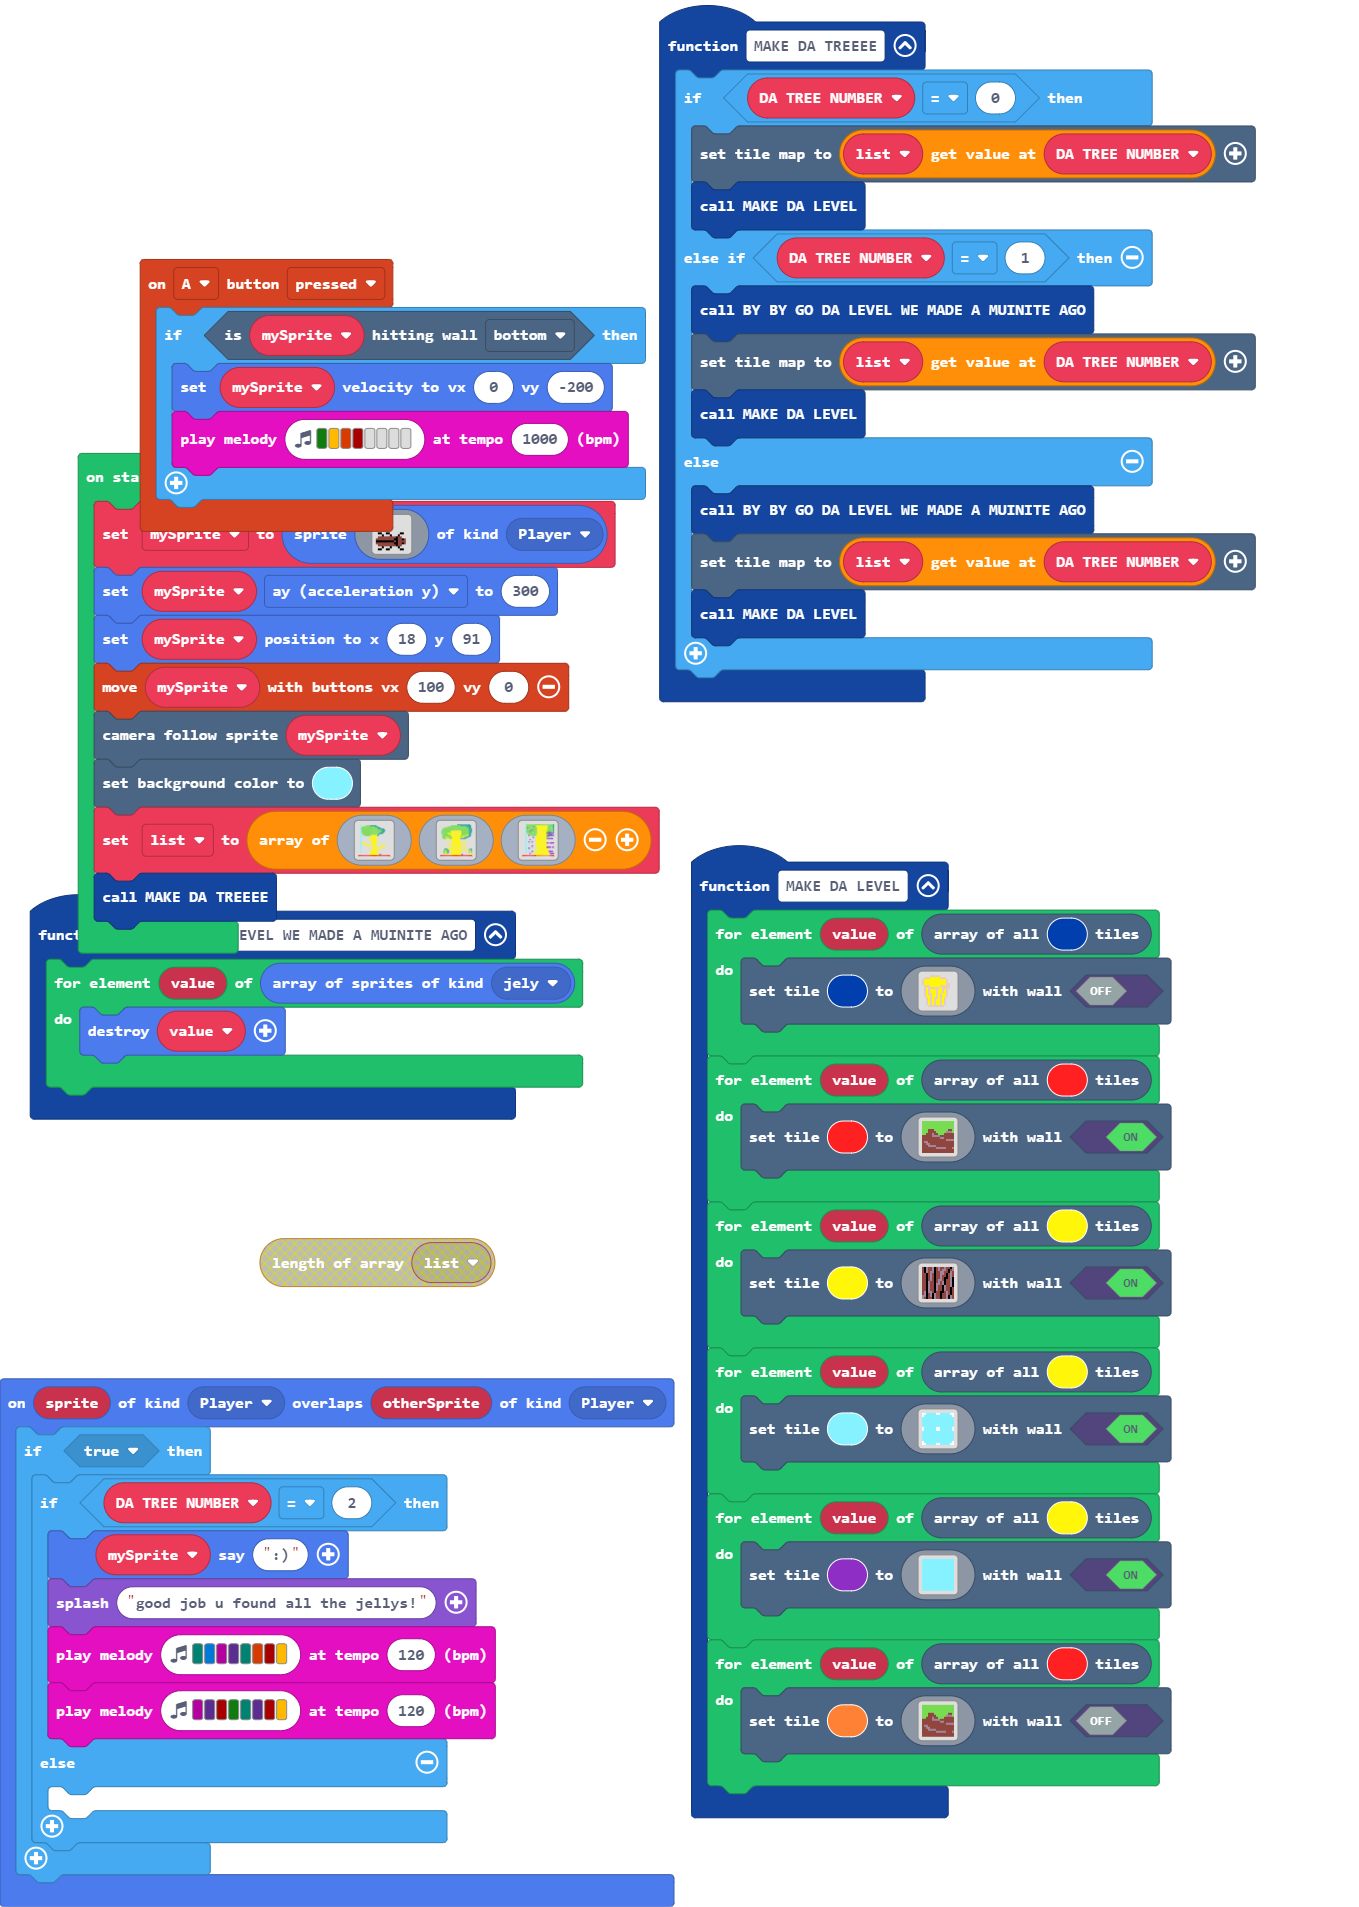 function MAKE DA TREEEE
if DA TREE NUMBER = 0 then
set tile map to list get value at DA TREE NUMBER
call MAKE DA LEVEL
else if DA TREE NUMBER = 1 then
call BY BY GO DA LEVEL WE MADE A MUINITE AGO
set tile map to list get value at DA TREE NUMBER
call MAKE DA LEVEL
else
call BY BY GO DA LEVEL WE MADE A MUINITE AGO
set tile map to list get value at DA TREE NUMBER
call MAKE DA LEVEL
on A button pressed
if is mySprite hitting wall bottom then
set mySprite velocity to vx 0 vy -200
play melody at tempo 1000 (bpm)
on sta
set mySprite to sprite of kind Player
set mySprite ay (acceleration y) to 300
set mySprite position to x 18 y 91
move mySprite with buttons vx 100 vy 0
camera follow sprite mySprite
set background color to
set list to array of
call MAKE DA TREEEE
funct EVEL WE MADE A MUINITE AGO
for element value of array of sprites of kind jely
do
destroy value
length of array list
on sprite of kind Player overlaps otherSprite of kind Player
if true then
if DA TREE NUMBER = 2 then
mySprite say ":)"
splash "good job u found all the jellys!"
play melody at tempo 120 (bpm)
play melody at tempo 120 (bpm)
else
function MAKE DA LEVEL
for element value of array of all tiles
do
set tile to with wall OFF
for element value of array of all tiles
do
set tile to with wall ON
for element value of array of all tiles
do
set tile to with wall ON
for element value of array of all tiles
do
set tile to with wall ON
for element value of array of all tiles
do
set tile to with wall ON
for element value of array of all tiles
do
set tile to with wall OFF